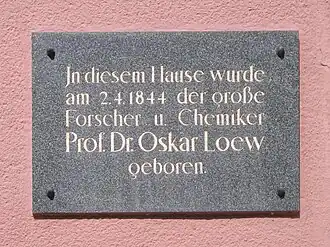 In diesem Hause wurde
am 2.4.1844 der große
Forscher u. Chemiker
Prof. Dr. Oskar Loew
geboren.